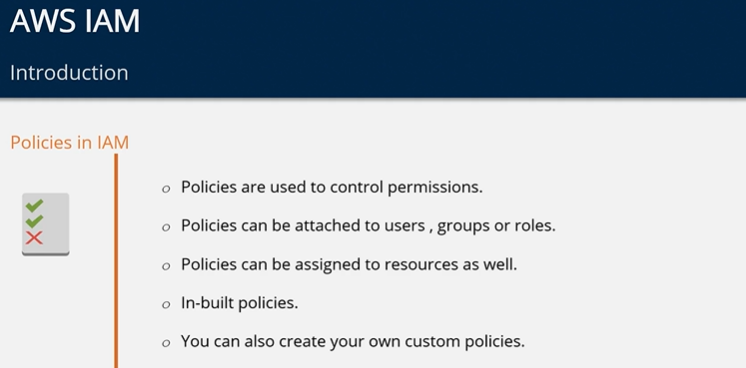 AWS IAM
Introduction
Policies in IAM
o Policies are used to control permissions.
o Policies can be attached to users , groups or roles.
o Policies can be assigned to resources as well.
o In-built policies.
o You can also create your own custom policies.